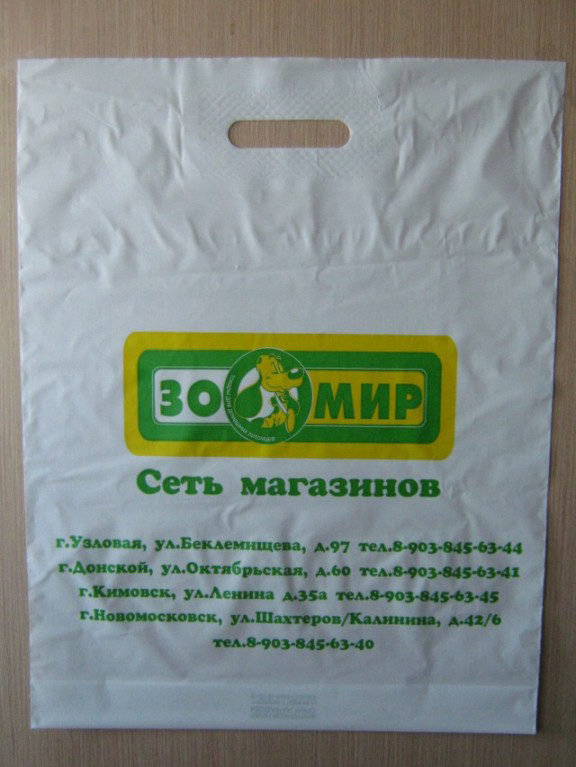 ЗОО МИР
Сеть магазинов
г.Узловая, ул.Беклемищева, д.97 тел.8-903-845-63-44
г.Донской, ул.Октябрьская, д.60 тел.8-903-845-63-41
г.Кимовск, ул.Ленина д.35а тел.8-903-845-63-45
г.Новомосковск, ул.Шахтеров/Калинина, д.42/6
тел.8-903-845-63-40